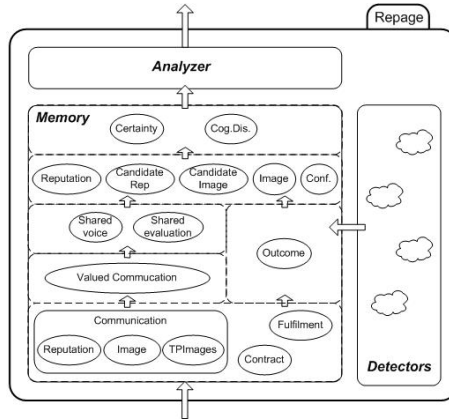 Repage
Analyzer
Memory
Certainty
Cog.Dis.
Reputation
Candidate
Rep
Candidate
Image
Image
Conf.
Shared
voice
Shared
evaluation
Outcome
Valued Commucation
Communication
Reputation
Image
TPImages
Fulfilment
Contract
Detectors